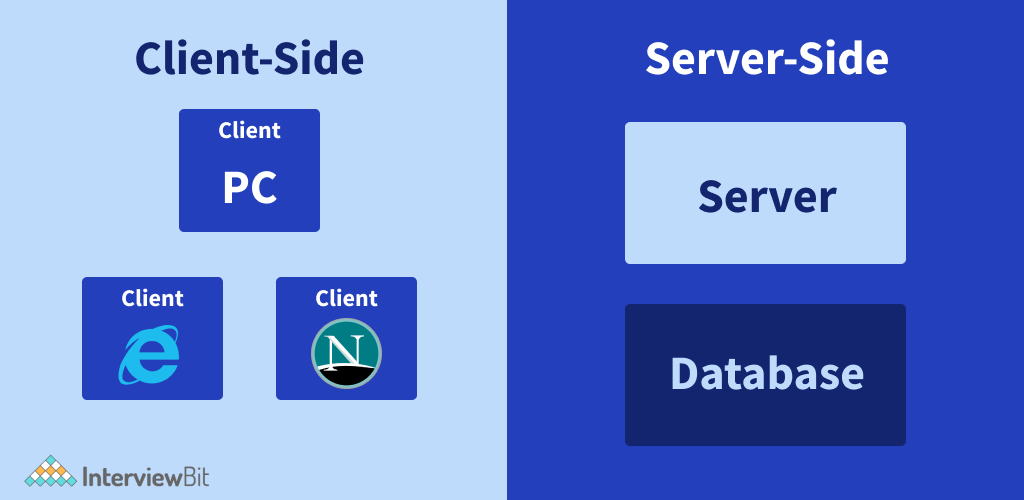 Client-Side
Client
PC
Client
Client
N
InterviewBit
Server-Side
Server
Database